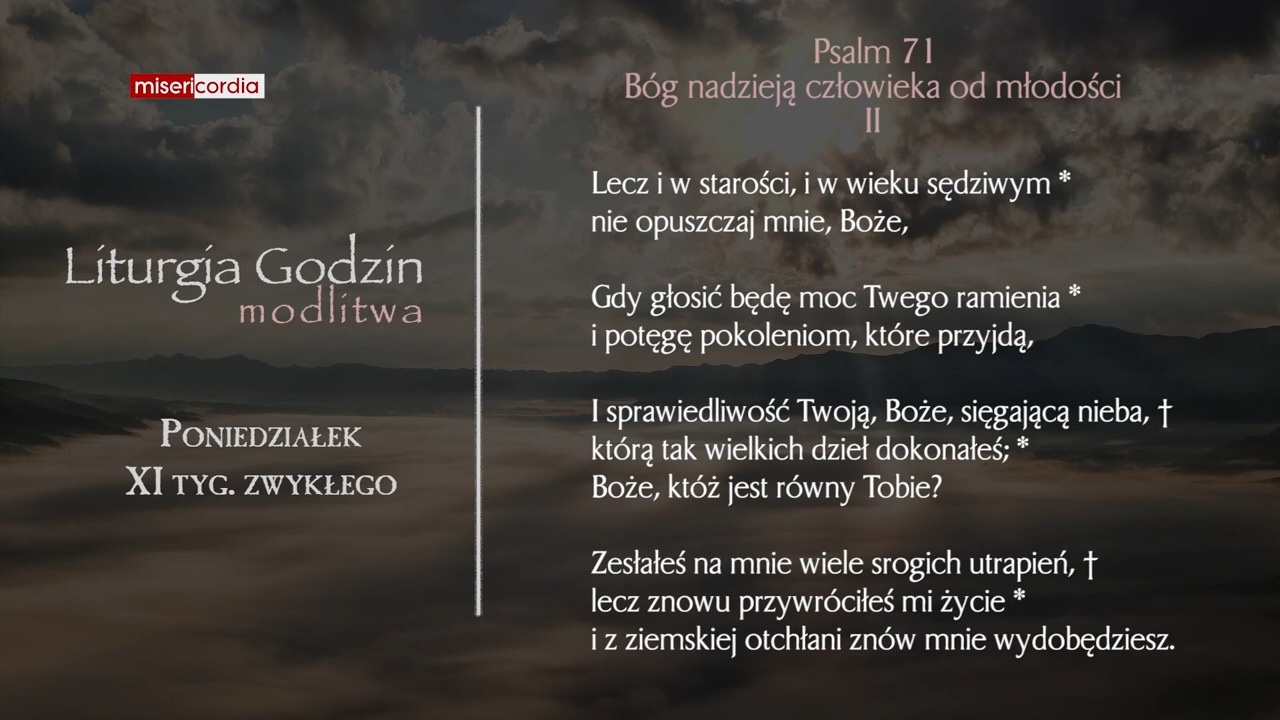 misericordia
Liturgia Godzin
modlitwa
Poniedziałek
XI tyg. zwykłego
Psalm 71
Bóg nadzieją człowieka od młodości
II
Lecz i w starości, i w wieku sędziwym *
nie opuszczaj mnie, Boże,
Gdy głosić będę moc Twego ramienia *
i potęgę pokoleniom, które przyjdą,
I sprawiedliwość Twoją, Boże, sięgającą nieba, †
którą tak wielkich dzieł dokonałeś; *
Boże, któż jest równy Tobie?
Zesłałeś na mnie wiele srogich utrapień, †
lecz znowu przywróciłeś mi życie *
i z ziemskiej otchłani znów mnie wydobędziesz.